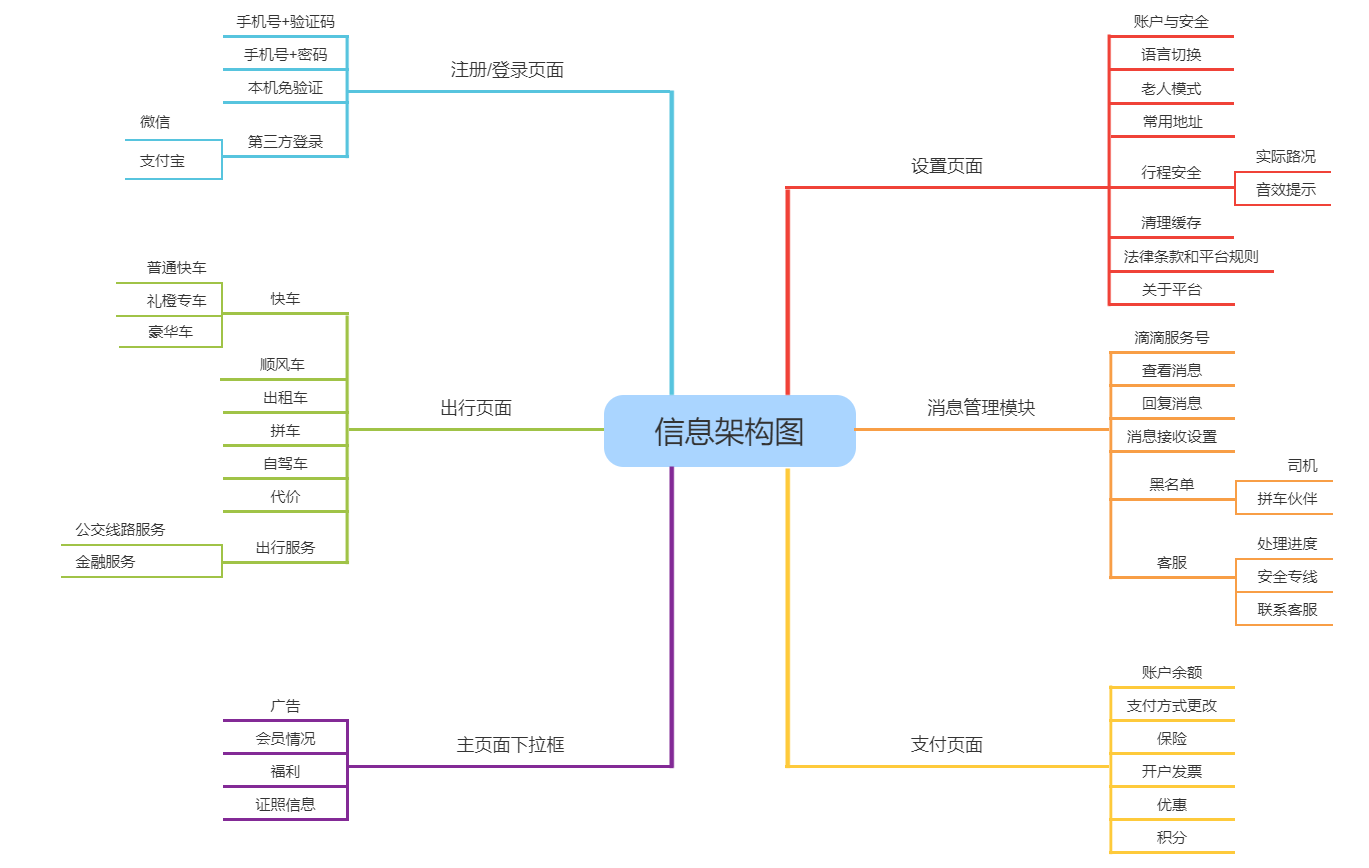 信息架构图
注册/登录页面
手机号+验证码
手机号+密码
本机免验证
第三方登录
微信
支付宝
出行页面
快车
普通快车
礼橙专车
豪华车
顺风车
出租车
拼车
自驾车
代价
出行服务
公交线路服务
金融服务
主页面下拉框
广告
会员情况
福利
证照信息
设置页面
账户与安全
语言切换
老人模式
常用地址
行程安全
实际路况
音效提示
清理缓存
法律条款和平台规则
关于平台
消息管理模块
滴滴服务号
查看消息
回复消息
消息接收设置
黑名单
司机
拼车伙伴
客服
处理进度
安全专线
联系客服
支付页面
账户余额
支付方式更改
保险
开户发票
优惠
积分